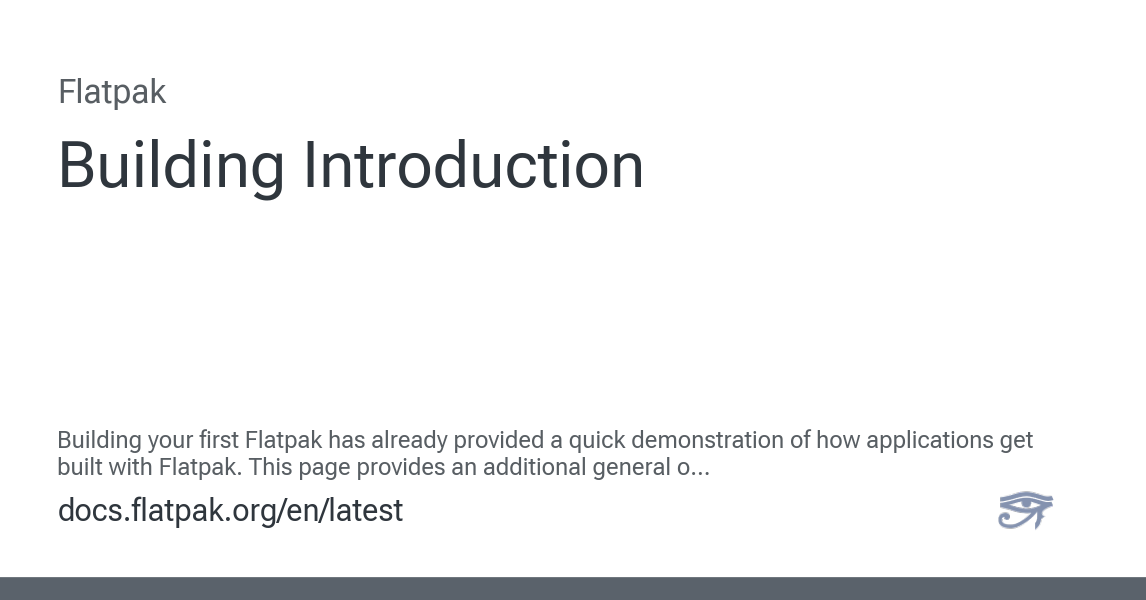 Flatpak
Building Introduction
Building your first Flatpak has already provided a quick demonstration of how applications get
built with Flatpak. This page provides an additional general o...
docs.flatpak.org/en/latest